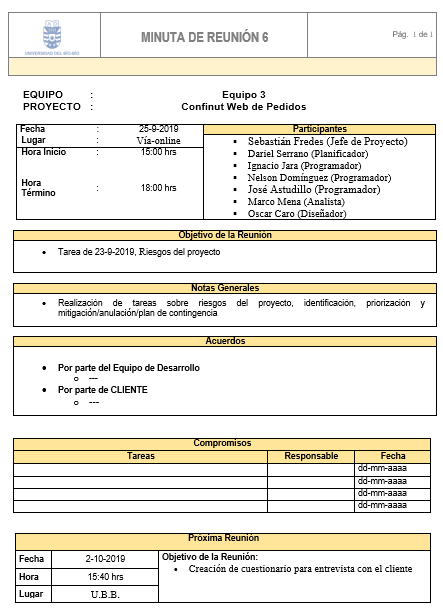 UNIVERSIDAD DEL BÍO-BÍO
MINUTA DE REUNIÓN 6
Pág. 1 de 1
EQUIPO : Equipo 3
PROYECTO : Confinut Web de Pedidos
Fecha : 25-9-2019
Lugar : Vía-online
Hora Inicio : 15:00 hrs
Hora Término : 18:00 hrs
Participantes
▪ Sebastián Fredes (Jefe de Proyecto)
▪ Dariel Serrano (Planificador)
▪ Ignacio Jara (Programador)
▪ Nelson Domínguez (Programador)
▪ José Astudillo (Programador)
▪ Marco Mena (Analista)
▪ Oscar Caro (Diseñador)
Objetivo de la Reunión
• Tarea de 23-9-2019, Riesgos del proyecto
Notas Generales
• Realización de tareas sobre riesgos del proyecto, identificación, priorización y
mitigación/anulación/plan de contingencia
Acuerdos
• Por parte del Equipo de Desarrollo
o ---
• Por parte de CLIENTE
o ---
Compromisos
Tareas Responsable Fecha
dd-mm-aaaa
dd-mm-aaaa
dd-mm-aaaa
dd-mm-aaaa
Próxima Reunión
Fecha 2-10-2019
Hora 15:40 hrs
Lugar U.B.B.
Objetivo de la Reunión:
• Creación de cuestionario para entrevista con el cliente